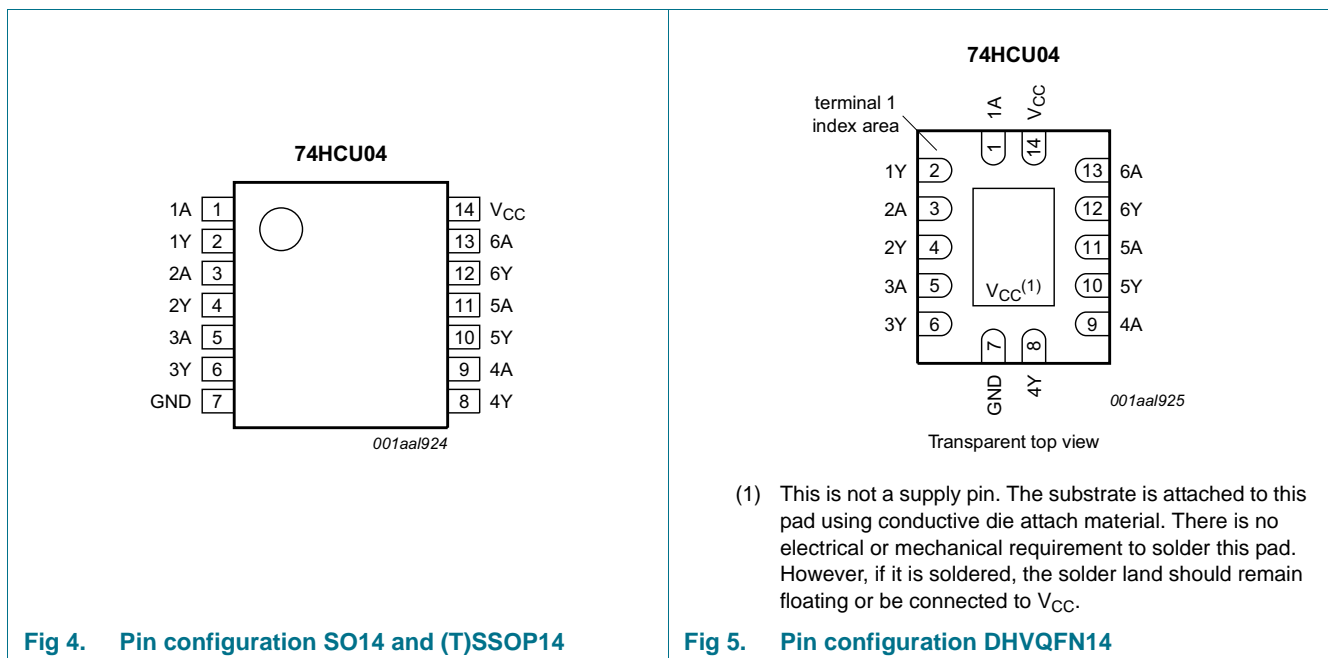 74HCU04
1A 1 14 VCC
1Y 2 13 6A
2A 3 12 6Y
2Y 4 11 5A
3A 5 10 5Y
3Y 6 9 4A
GND 7 8 4Y
001aal924
Fig 4. Pin configuration SO14 and (T)SSOP14
74HCU04
terminal 1
index area
1A VCC
1 14
1Y 2 13 6A
2A 3 12 6Y
2Y 4 11 5A
3A 5 VCC(1) 10 5Y
3Y 6 9 4A
7 8
GND 4Y
001aal925
Transparent top view
(1) This is not a supply pin. The substrate is attached to this
pad using conductive die attach material. There is no
electrical or mechanical requirement to solder this pad.
However, if it is soldered, the solder land should remain
floating or be connected to VCC.
Fig 5. Pin configuration DHVQFN14